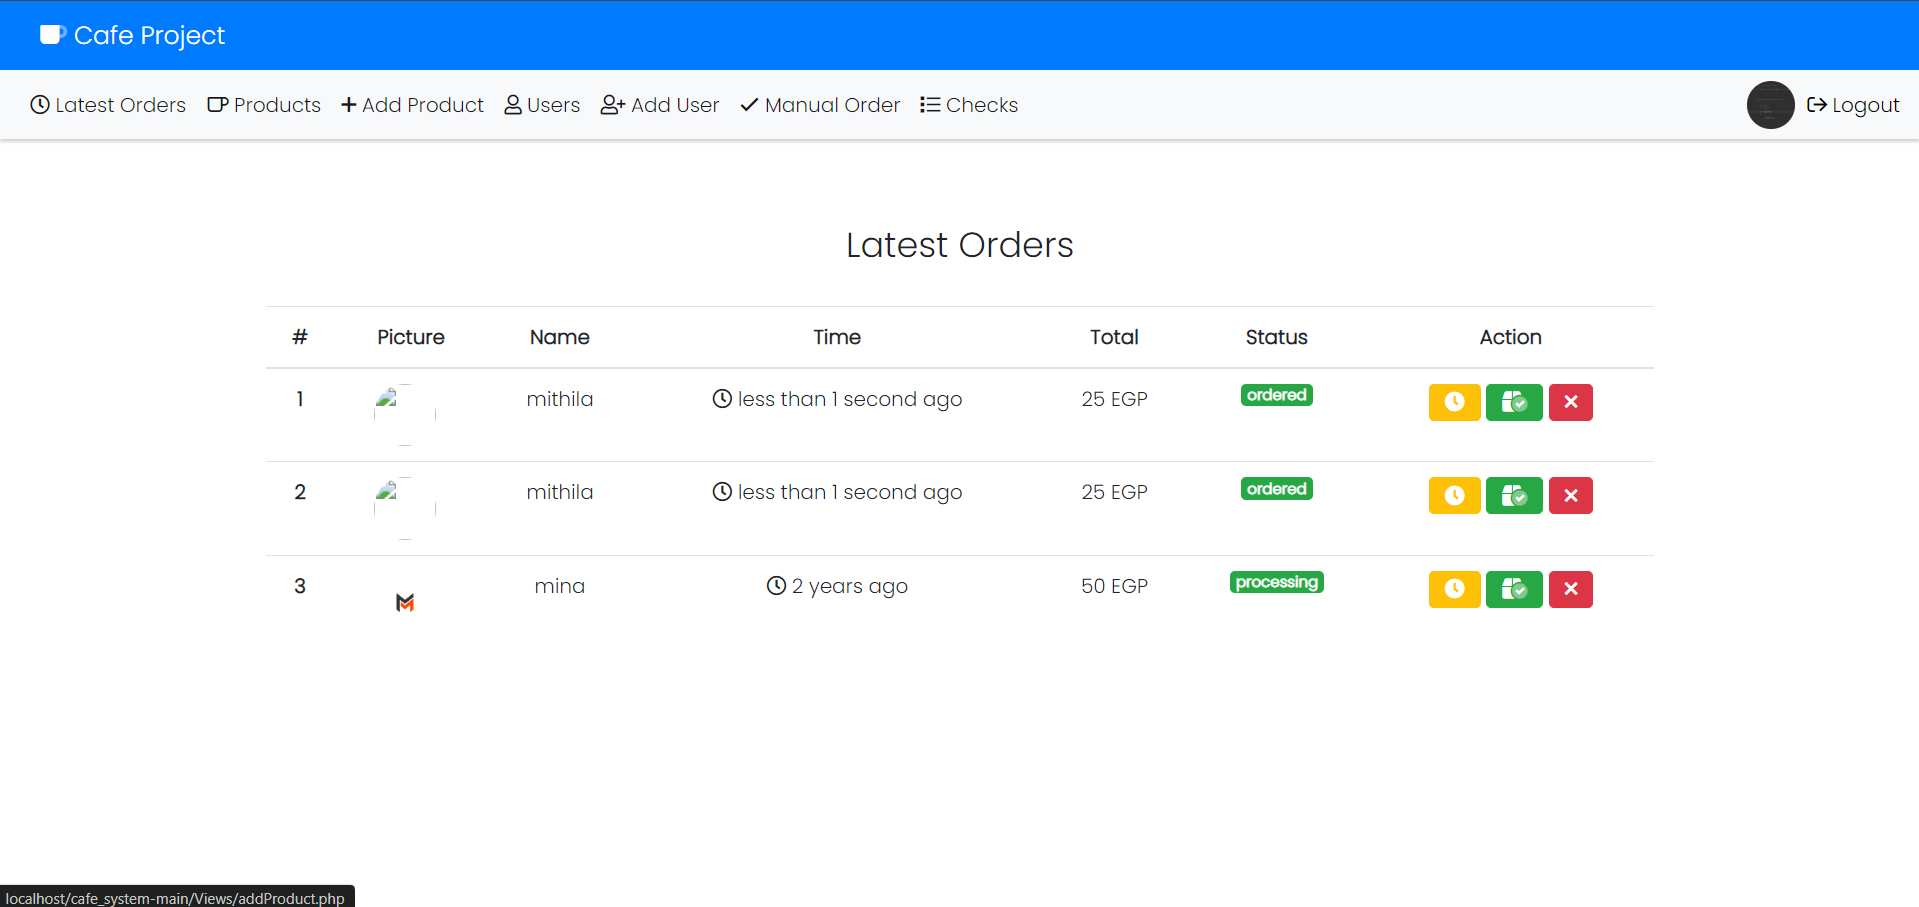 Cafe Project
Latest Orders Products Add Product Users Add User Manual Order Checks Logout
Latest Orders
# Picture Name Time Total Status Action
1 mithila less than 1 second ago 25 EGP ordered
2 mithila less than 1 second ago 25 EGP ordered
3 mina 2 years ago 50 EGP processing
localhost/cafe_system-main/Views/addProduct.php